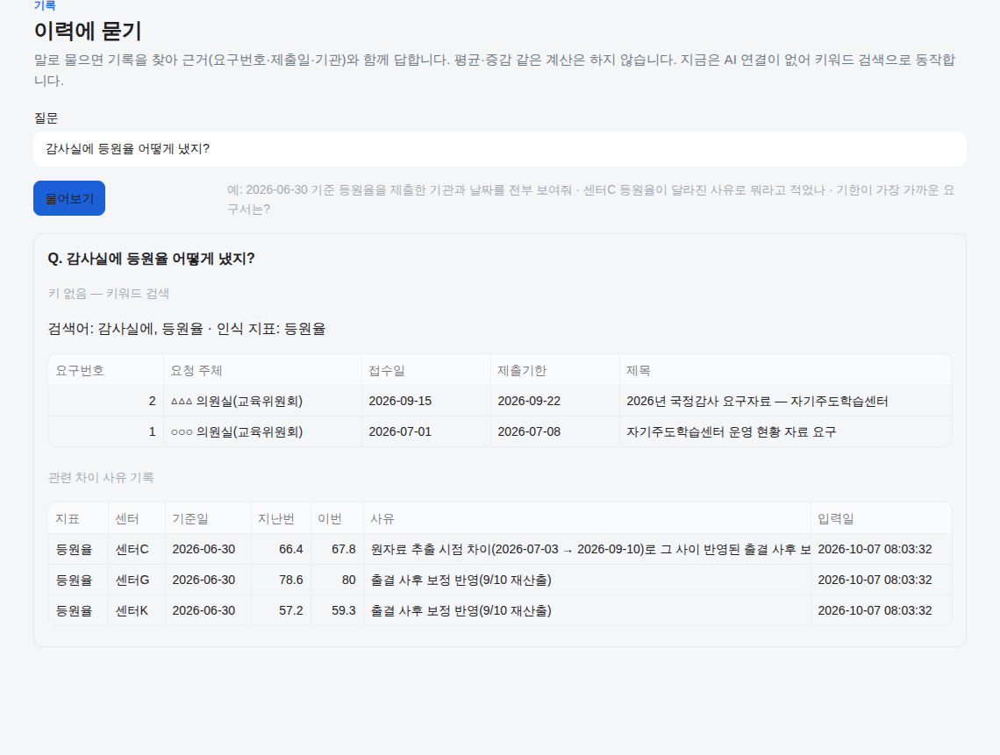 기록
이력에 묻기
말로 물으면 기록을 찾아 근거(요구번호·제출일·기관)와 함께 답합니다. 평균·증감 같은 계산은 하지 않습니다. 지금은 AI 연결이 없어 키워드 검색으로 동작합
니다.
질문
감사실에 등원율 어떻게 냈지?
물어보기
예: 2026-06-30 기준 등원율을 제출한 기관과 날짜를 전부 보여줘 · 센터C 등원율이 달라진 사유로 뭐라고 적었나 · 기한이 가장 가까운 요
구서는?
Q. 감사실에 등원율 어떻게 냈지?
키 없음 — 키워드 검색
검색어: 감사실에, 등원율 · 인식 지표: 등원율
요구번호 요청 주체 접수일 제출기한 제목
2 △△△ 의원실(교육위원회) 2026-09-15 2026-09-22 2026년 국정감사 요구자료 — 자기주도학습센터
1 ○○○ 의원실(교육위원회) 2026-07-01 2026-07-08 자기주도학습센터 운영 현황 자료 요구
관련 차이 사유 기록
지표 센터 기준일 지난번 이번 사유 입력일
등원율 센터C 2026-06-30 66.4 67.8 원자료 추출 시점 차이(2026-07-03 → 2026-09-10)로 그 사이 반영된 출결 사후 보 2026-10-07 08:03:32
등원율 센터G 2026-06-30 78.6 80 출결 사후 보정 반영(9/10 재산출) 2026-10-07 08:03:32
등원율 센터K 2026-06-30 57.2 59.3 출결 사후 보정 반영(9/10 재산출) 2026-10-07 08:03:32